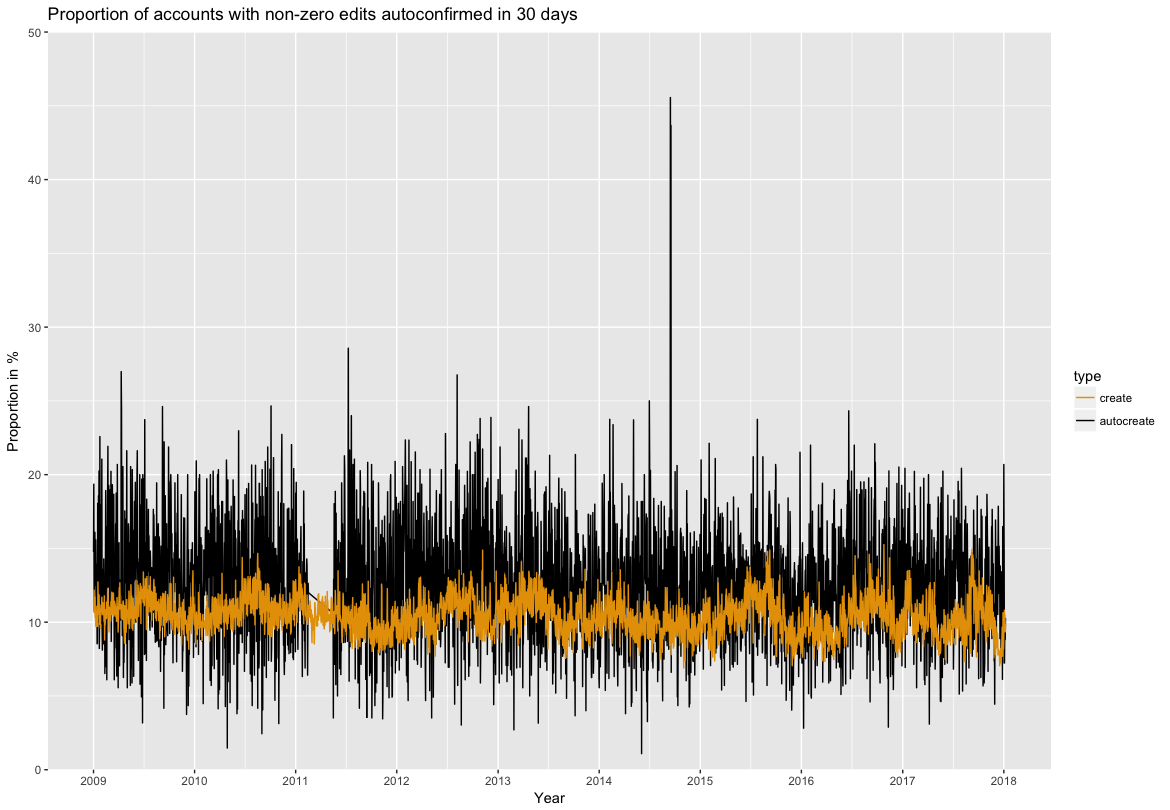 Proportion of accounts with non-zero edits autoconfirmed in 30 days
50
40
30
20
10
0
Proportion in %
2009 2010 2011 2012 2013 2014 2015 2016 2017 2018
Year
type
create
autocreate